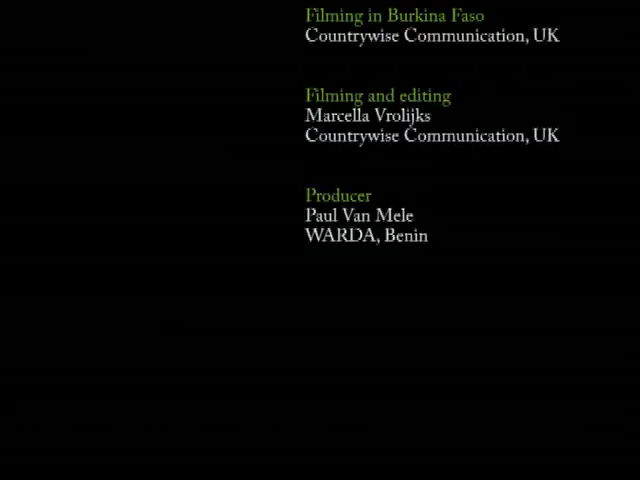 Filming in Burkina Faso
Countrywise Communication, UK
Filming and editing
Marcella Vrolijks
Countrywise Communication, UK
Producer
Paul Van Mele
WARDA, Benin